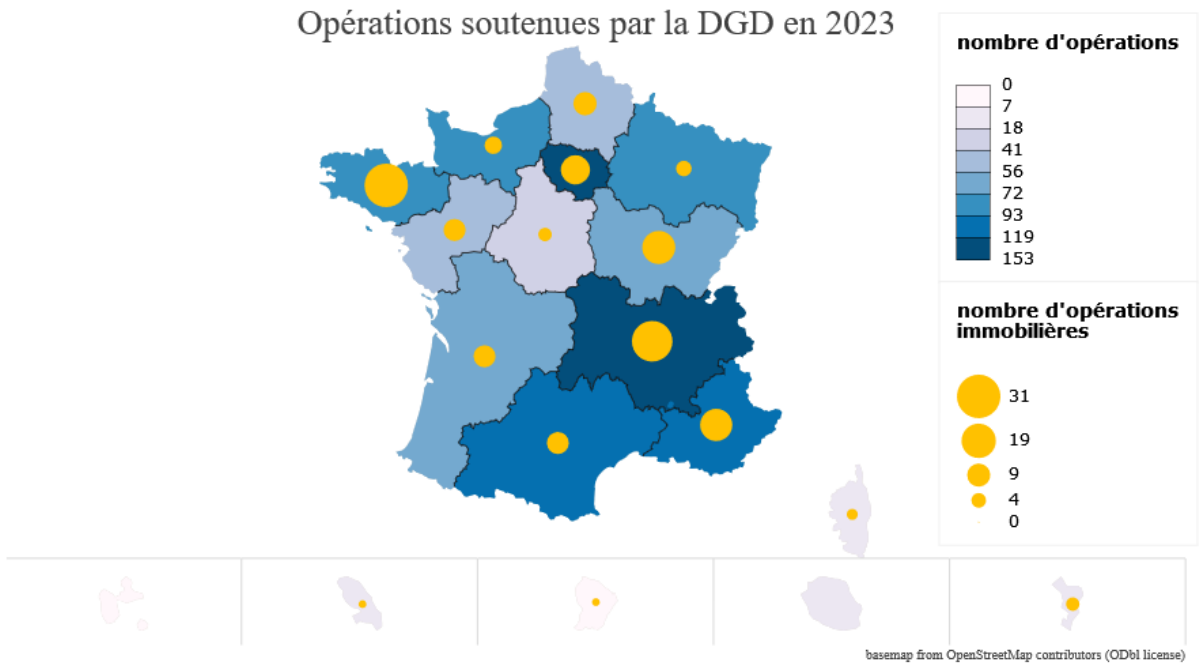 Opérations soutenues par la DGD en 2023
nombre d'opérations
0
7
18
41
56
72
93
119
153
nombre d'opérations
immobilières
31
19
9
4
0
basemap from OpenStreetMap contributors (ODbl license)